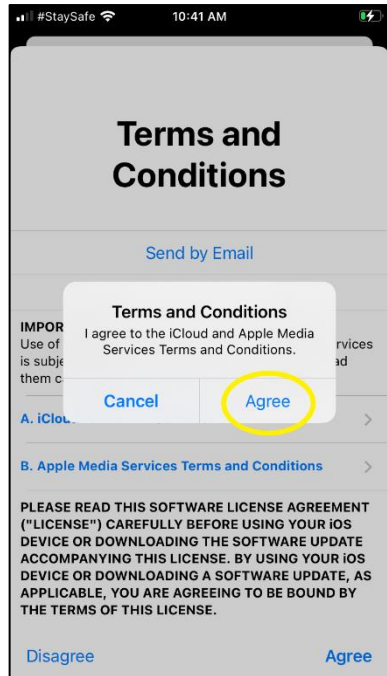 #StaySafe 10:41 AM
Terms and
Conditions
Send by Email
Terms and Conditions
I agree to the iCloud and Apple Media
Services Terms and Conditions.
Cancel Agree
IMPOR
Use of rvices
is subje ad
them c
A. iClou
B. Apple Media Services Terms and Conditions
PLEASE READ THIS SOFTWARE LICENSE AGREEMENT
("LICENSE") CAREFULLY BEFORE USING YOUR iOS
DEVICE OR DOWNLOADING THE SOFTWARE UPDATE
ACCOMPANYING THIS LICENSE. BY USING YOUR iOS
DEVICE OR DOWNLOADING A SOFTWARE UPDATE, AS
APPLICABLE, YOU ARE AGREEING TO BE BOUND BY
THE TERMS OF THIS LICENSE.
Disagree Agree